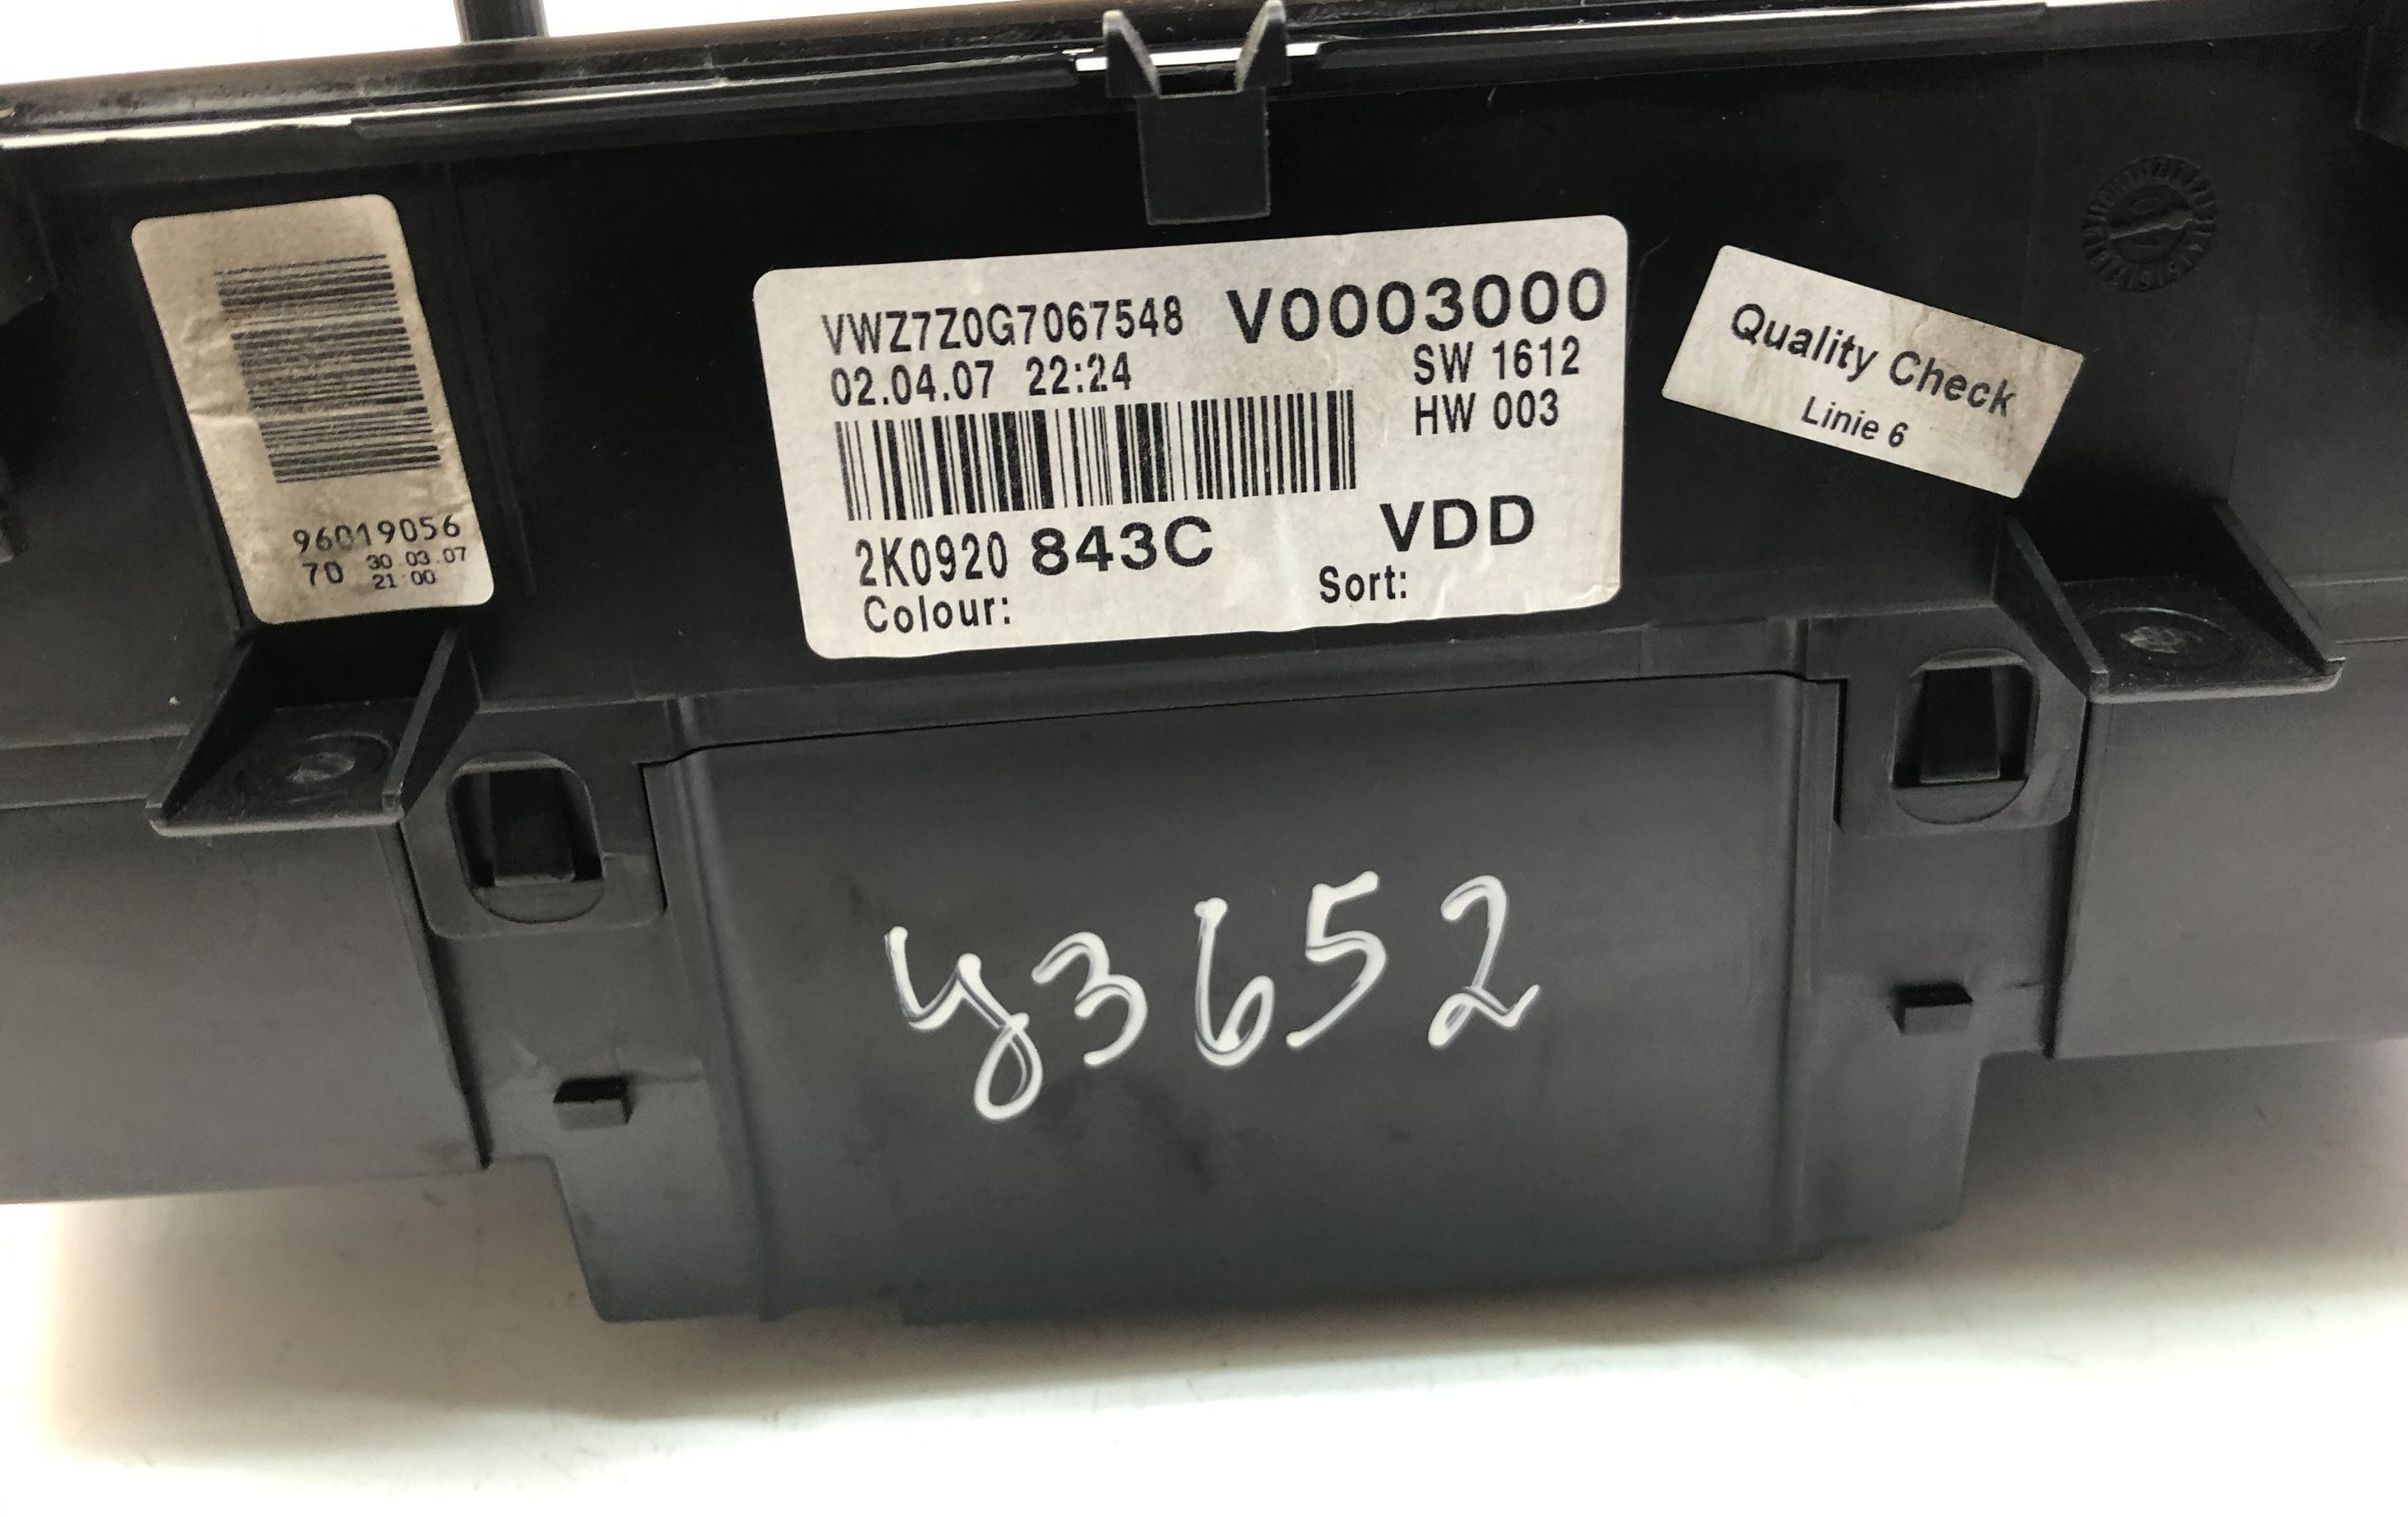 VWZ7Z0G7067548 V0003000
02.04.07 22:24 SW 1612
HW 003
2K0920 843C VDD
Colour: Sort:
96019056
70 30.03.07
21:00
Quality Check
Linie 6
y3652